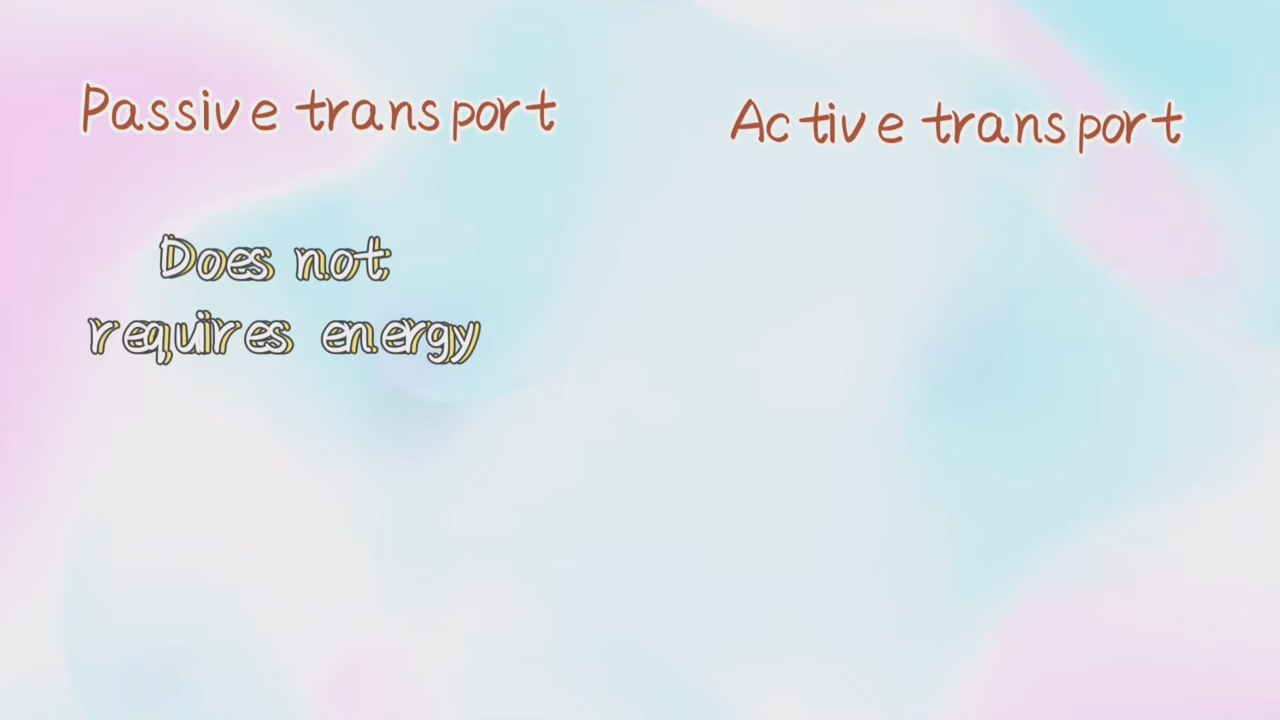 Passive transport
Active transport
Does not
requires energy